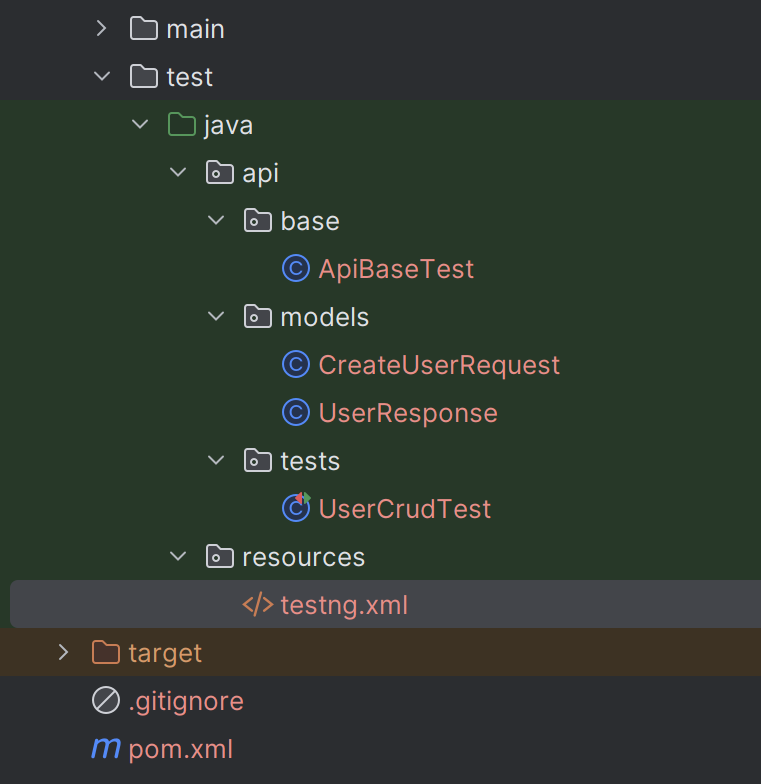 main
test
java
api
base
ApiBaseTest
models
CreateUserRequest
UserResponse
tests
UserCrudTest
resources
testng.xml
target
.gitignore
pom.xml